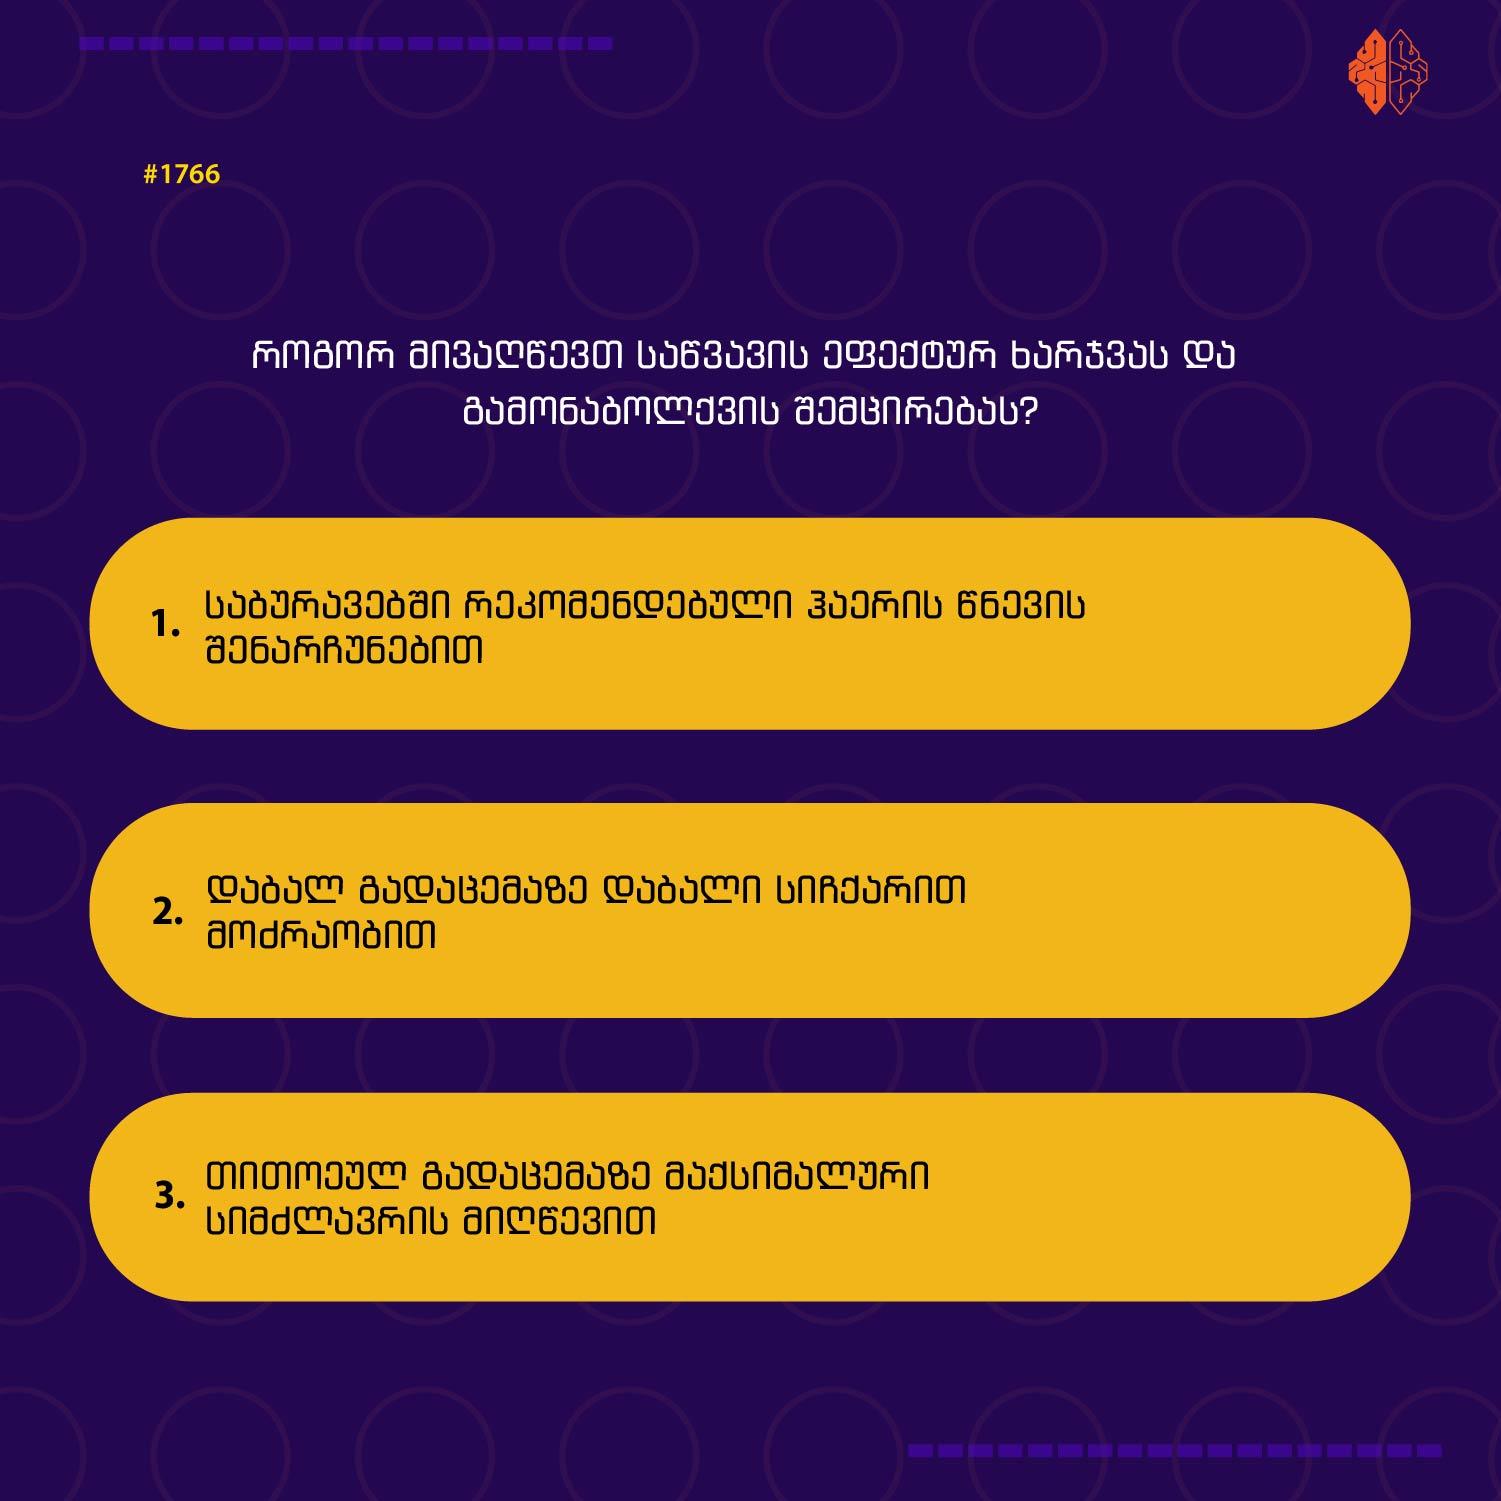 #1766
როგორ მივაღწევთ საწვავის ეფექტურ ხარჯვას და
გამონაბოლქვის შემცირებას?
1. საბურავებში რეკომენდებული ჰაერის წნევის
შენარჩუნებით
2. დაბალ გადაცემაზე დაბალი სიჩქარით
მოძრაობით
3. თითოეულ გადაცემაზე მაქსიმალური
სიმძლავრის მიღწევით